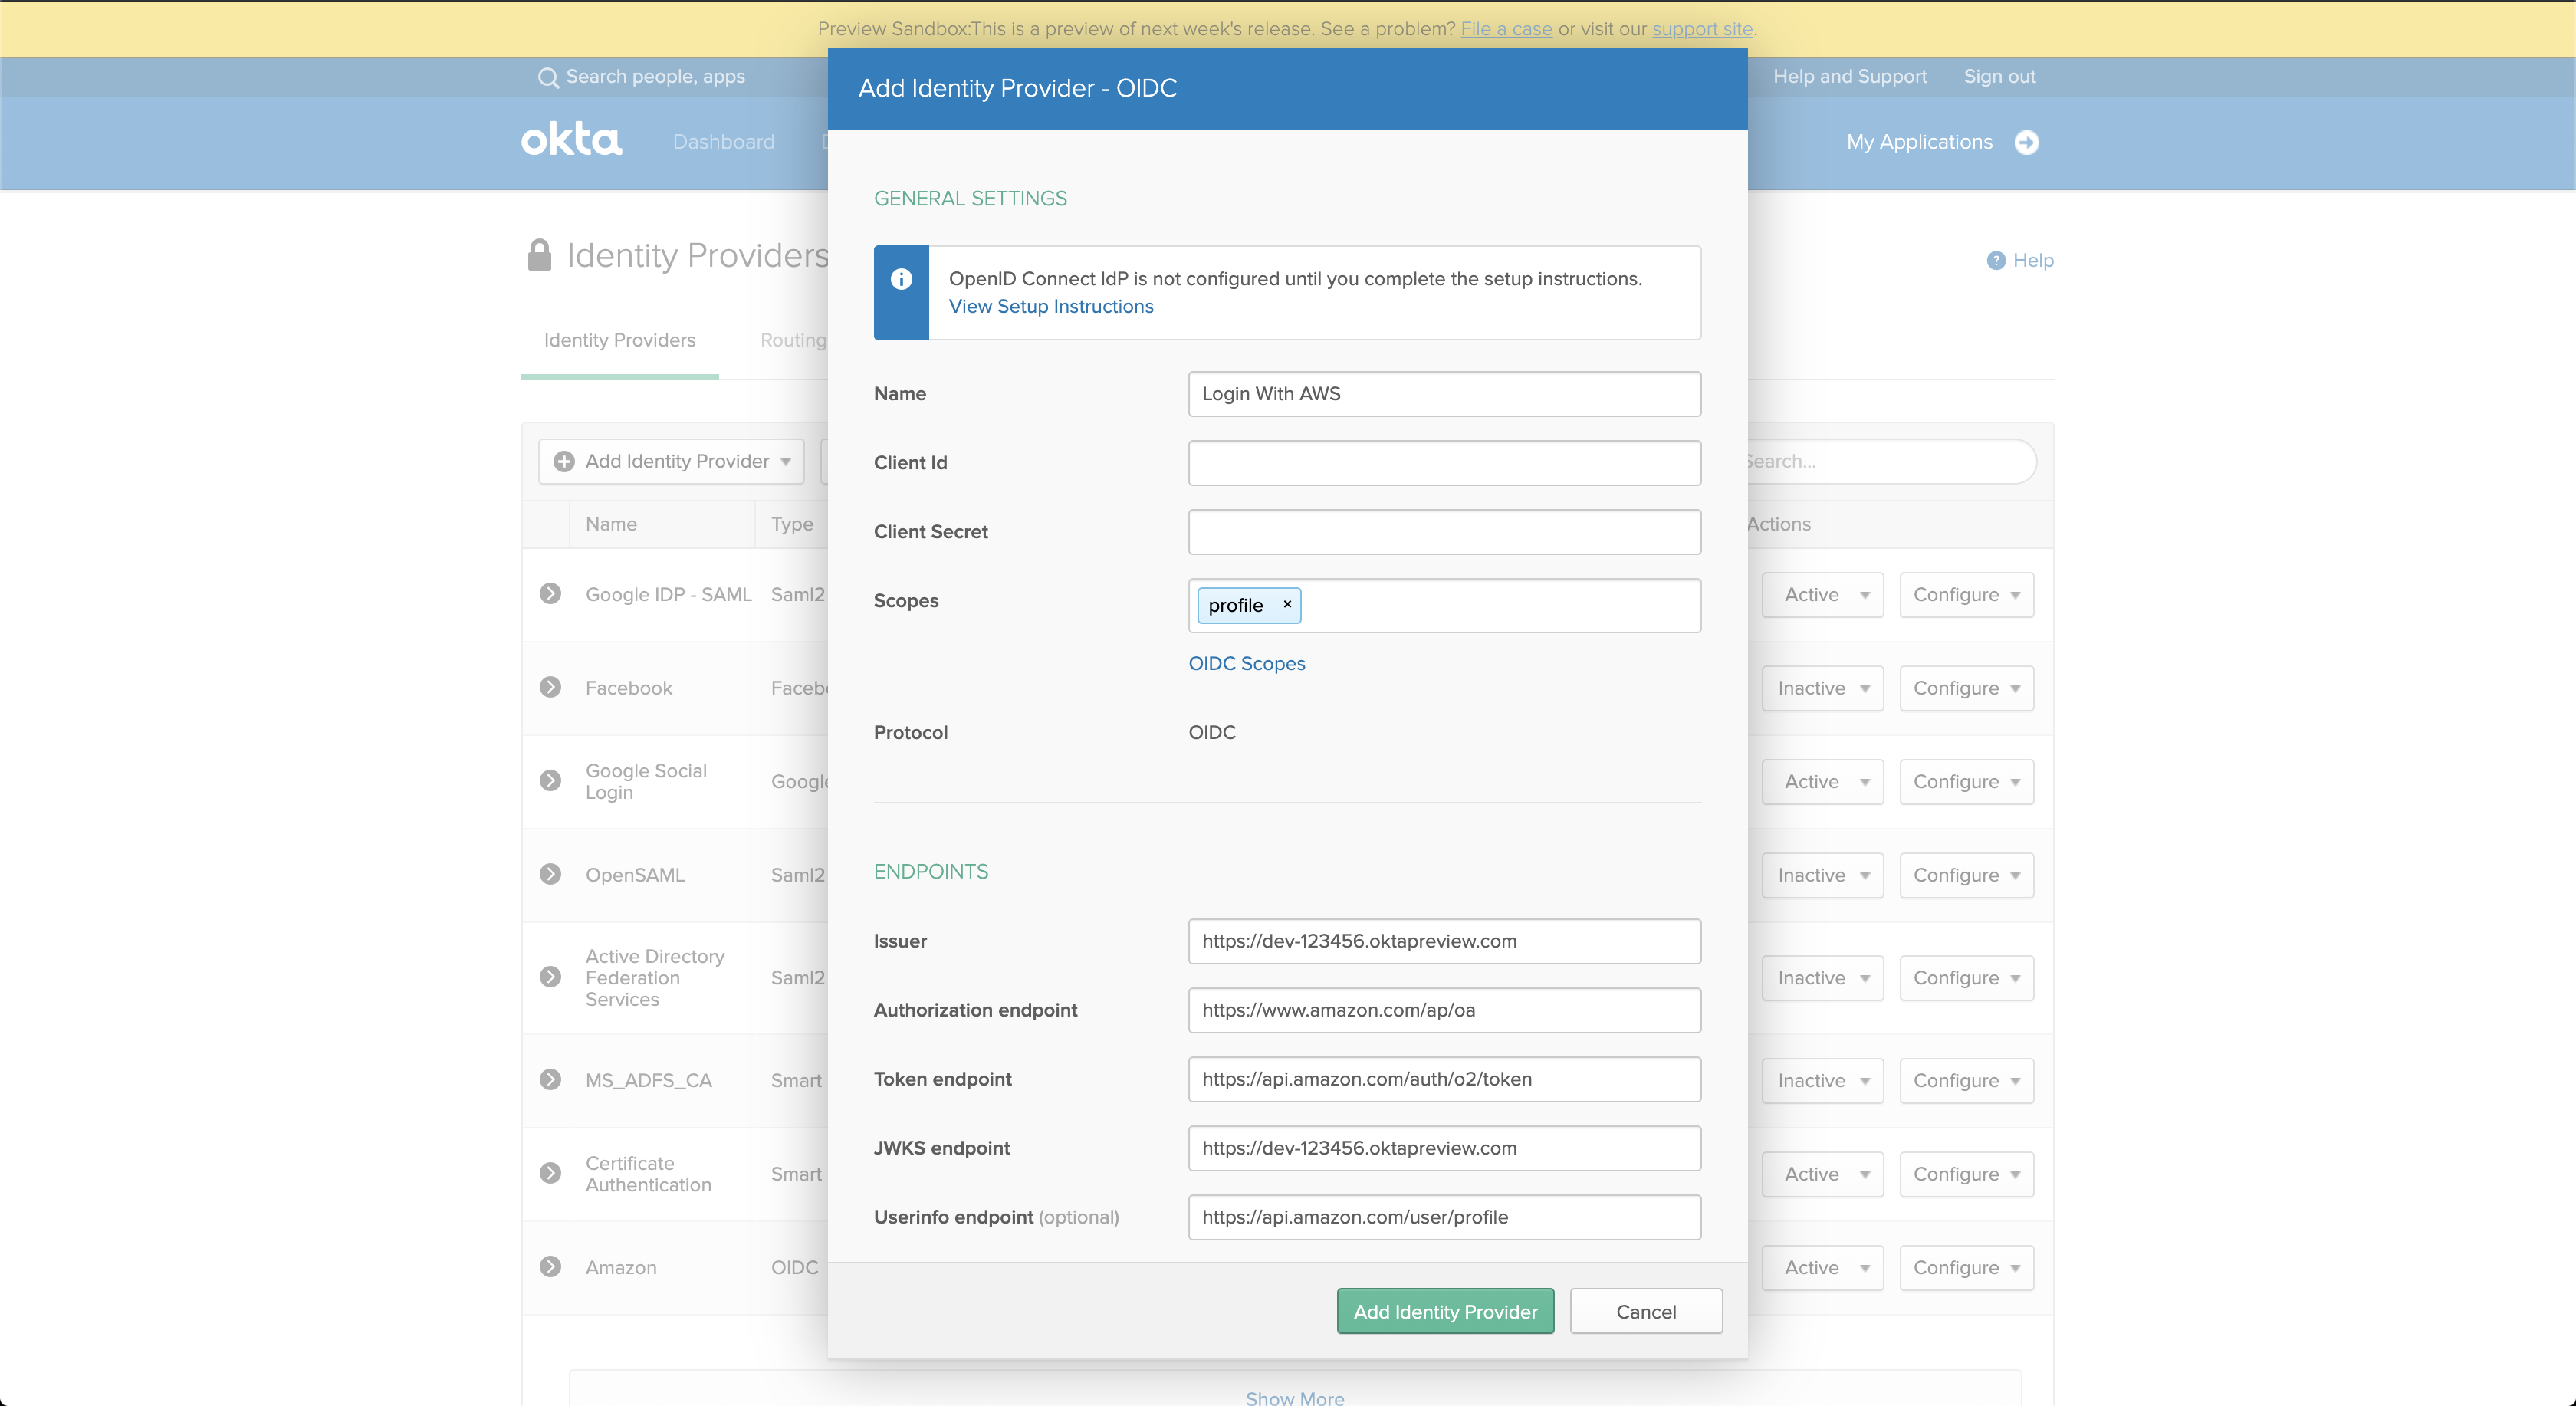 Preview Sandbox:This is a preview of next week's release. See a problem? File a case or visit our support site.
Search people, apps
Help and Support
Sign out
okta
Dashboard
My Applications
Add Identity Provider - OIDC
GENERAL SETTINGS
OpenID Connect IdP is not configured until you complete the setup instructions.
View Setup Instructions
Name
Login With AWS
Client Id
Client Secret
Scopes
profile ×
OIDC Scopes
Protocol
OIDC
ENDPOINTS
Issuer
https://dev-123456.oktapreview.com
Authorization endpoint
https://www.amazon.com/ap/oa
Token endpoint
https://api.amazon.com/auth/o2/token
JWKS endpoint
https://dev-123456.oktapreview.com
Userinfo endpoint (optional)
https://api.amazon.com/user/profile
Add Identity Provider
Cancel
Identity Providers
Help
Identity Providers
Routing
Add Identity Provider
Search...
Name
Type
Actions
Google IDP - SAML
Saml2
Active
Configure
Facebook
Faceb
Inactive
Configure
Google Social
Login
Google
Active
Configure
OpenSAML
Saml2
Inactive
Configure
Active Directory
Federation
Services
Saml2
Inactive
Configure
MS_ADFS_CA
Smart
Inactive
Configure
Certificate
Authentication
Smart
Active
Configure
Amazon
OIDC
Active
Configure
Show More